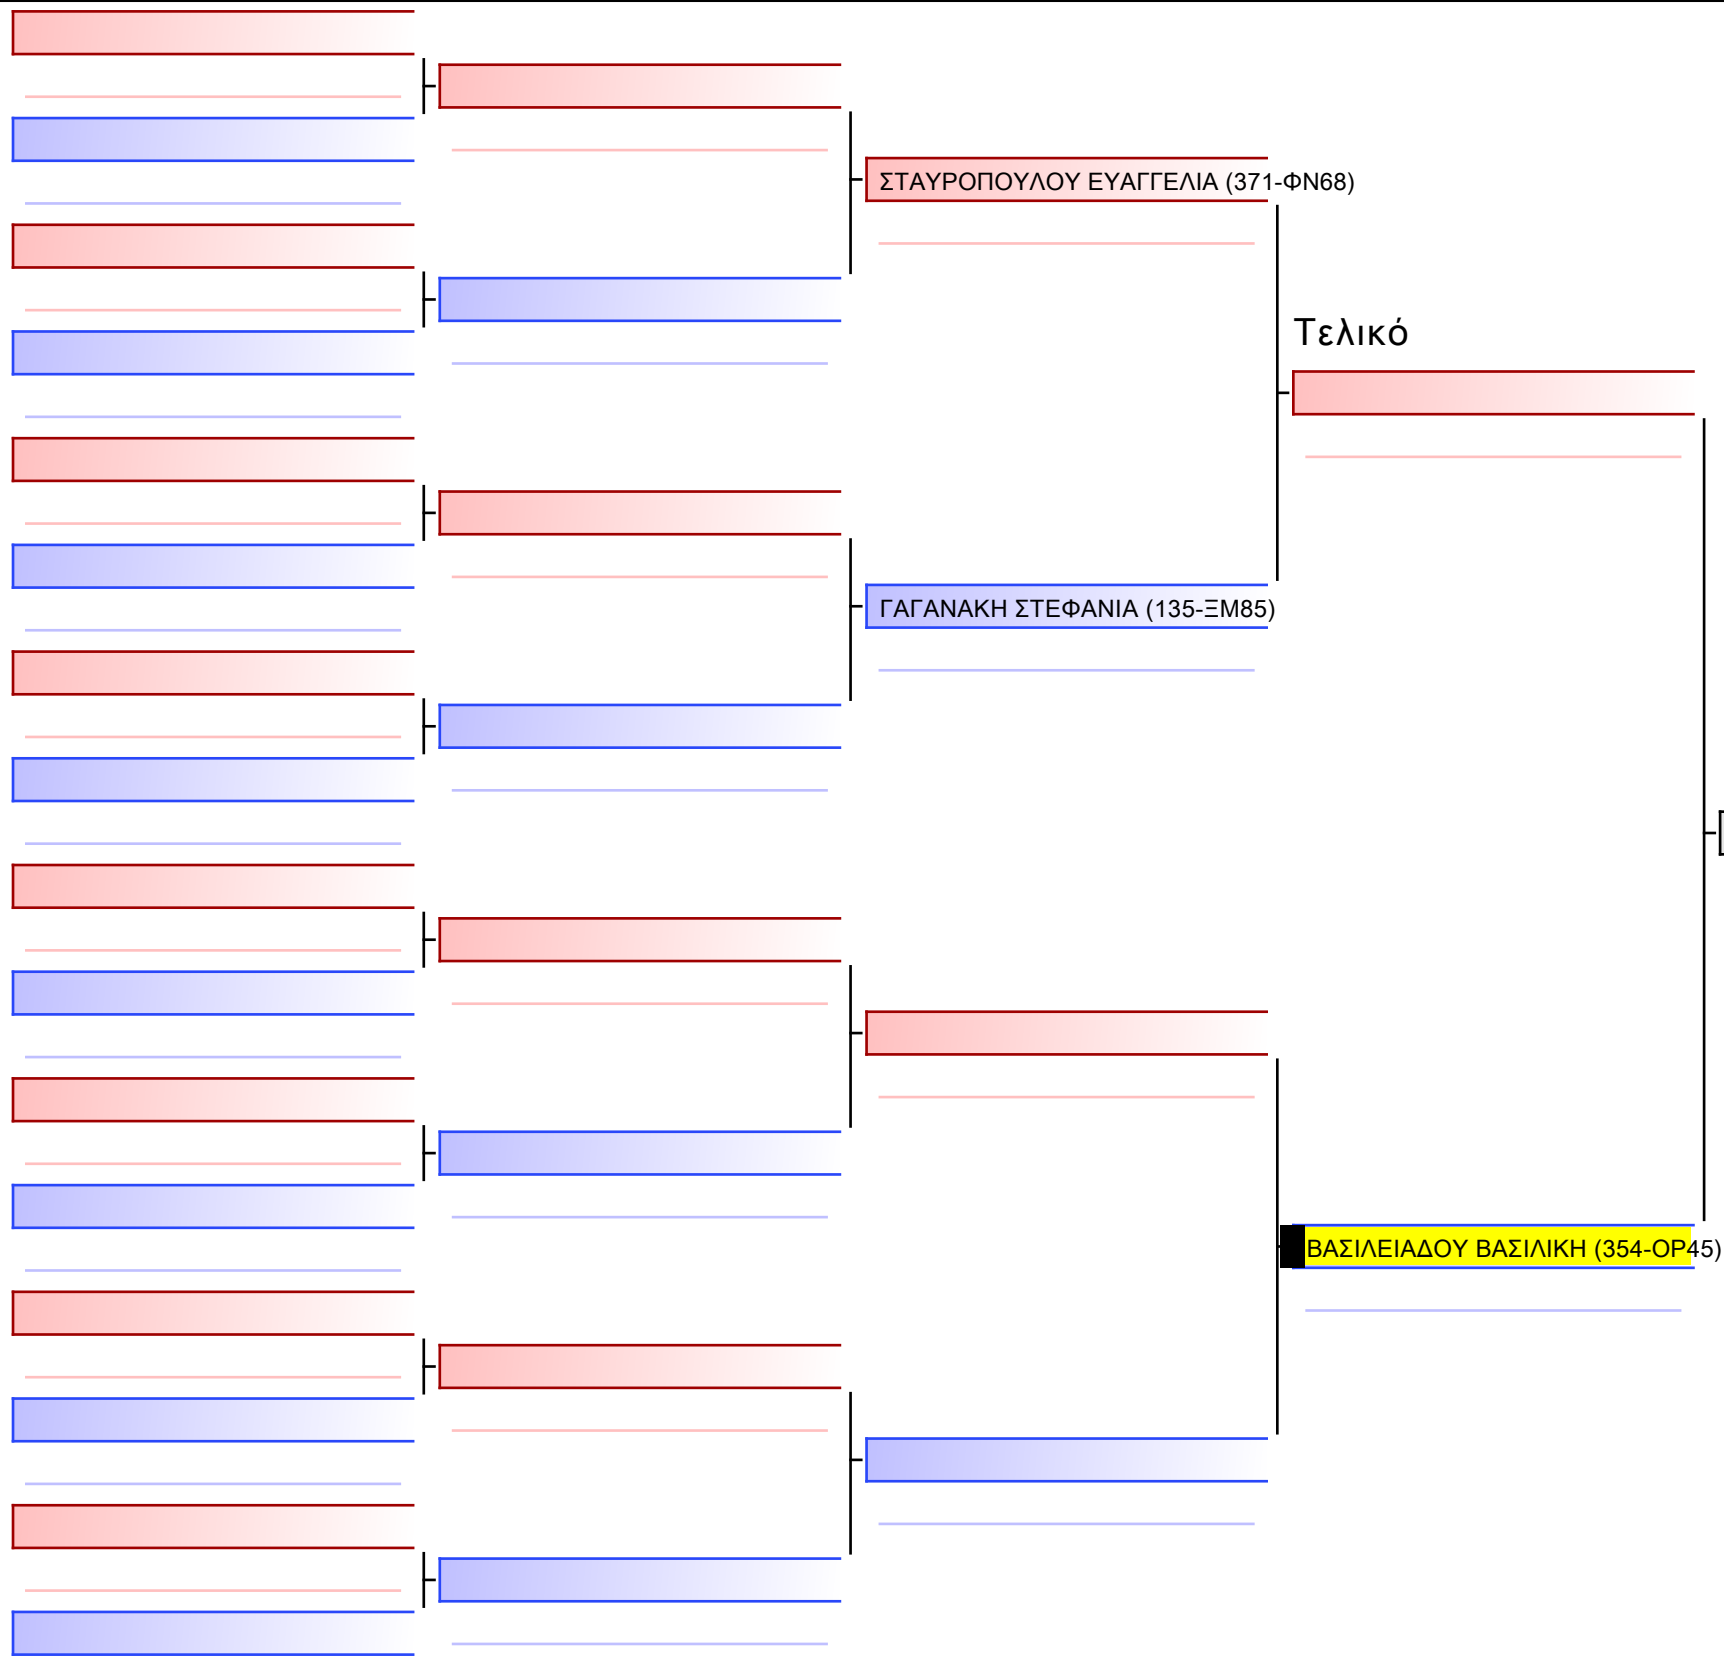 ΣΤΑΥΡΟΠΟΥΛΟΥ ΕΥΑΓΓΕΛΙΑ (371-ΦΝ68)
Τελικό
ΓΑΓΑΝΑΚΗ ΣΤΕΦΑΝΙΑ (135-ΞΜ85)
ΒΑΣΙΛΕΙΑΔΟΥ ΒΑΣΙΛΙΚΗ (354-ΟΡ45)